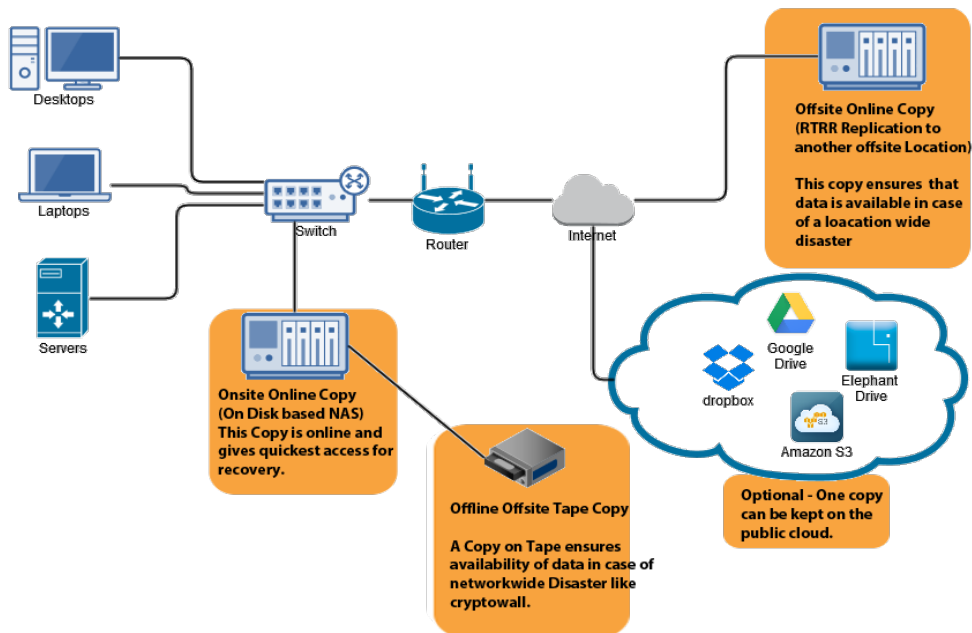 Desktops
Laptops
Servers
Switch
Router
Internet
Offsite Online Copy
(RTRR Replication to
another offsite Location)
This copy ensures that
data is available in case
of a loacation wide
disaster
Onsite Online Copy
(On Disk based NAS)
This Copy is online and
gives quickest access for
recovery.
Offline Offsite Tape Copy
A Copy on Tape ensures
availability of data in case of
networkwide Disaster like
cryptowall.
Google
Drive
dropbox
Elephant
Drive
S3
Amazon S3
Optional - One copy
can be kept on the
public cloud.